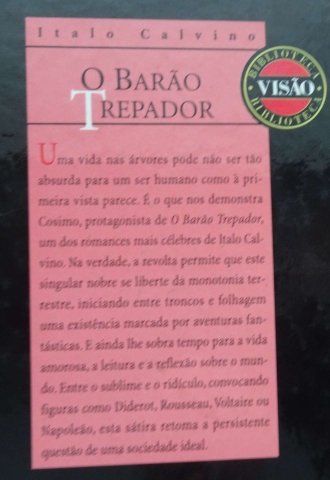 Italo Calvino
O BARÃO
TREPADOR
BIBLIOTECA
VISÃO
BIBLIOTECA
Uma vida nas árvores pode não ser tão
absurda para um ser humano como à pri-
meira vista parece. É o que nos demonstra
Cosimo, protagonista de O Barão Trepador,
um dos romances mais célebres de Italo Cal-
vino. Na verdade, a revolta permite que este
singular nobre se liberte da monotonia ter-
restre, iniciando entre troncos e folhagem
uma existência marcada por aventuras fan-
tásticas. E ainda lhe sobra tempo para a vida
amorosa, a leitura e a reflexão sobre o mun-
do. Entre o sublime e o ridículo, convocando
figuras como Diderot, Rousseau, Voltaire ou
Napoleão, esta sátira retoma a persistente
questão de uma sociedade ideal.